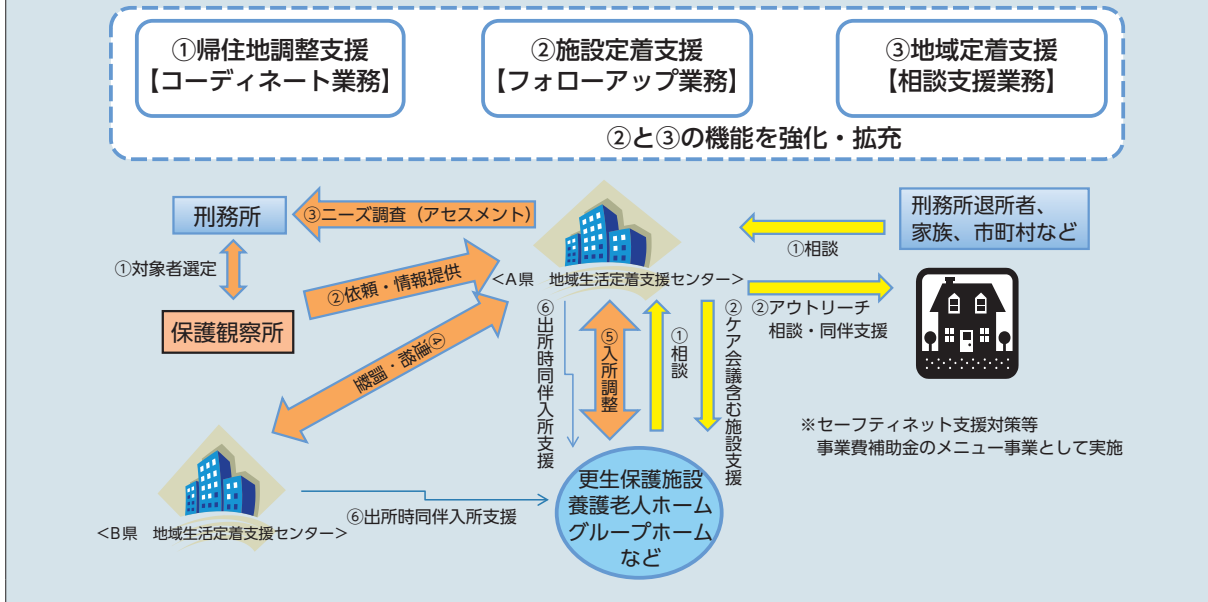 ①帰住地調整支援
【コーディネート業務】
②施設定着支援
【フォローアップ業務】
③地域定着支援
【相談支援業務】
②と③の機能を強化・拡充
刑務所
③ニーズ調査（アセスメント）
①対象者選定
②依頼・情報提供
保護観察所
<A県　地域生活定着支援センター>
①相談
刑務所退所者、
家族、市町村など
②アウトリーチ
相談・同伴支援
④連絡・調整
⑥出所時同伴入所支援
⑤入所調整
①相談
②ケア会議含む施設支援
※セーフティネット支援対策等
事業費補助金のメニュー事業として実施
<B県　地域生活定着支援センター>
⑥出所時同伴入所支援
更生保護施設
養護老人ホーム
グループホーム
など